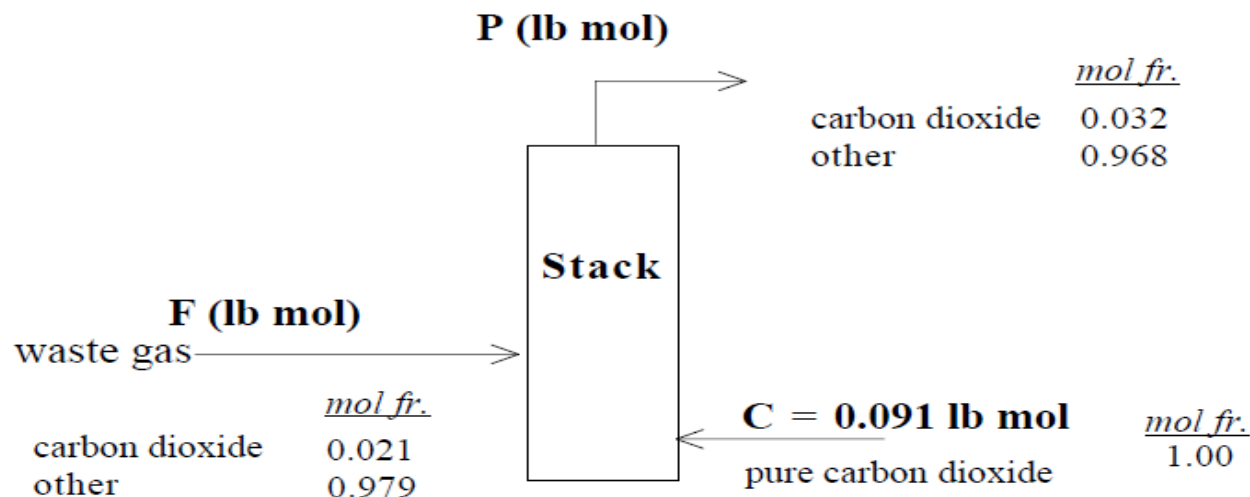 P (lb mol)
mol fr.
carbon dioxide 0.032
other 0.968
Stack
F (lb mol)
waste gas
mol fr.
carbon dioxide 0.021
other 0.979
C = 0.091 lb mol
pure carbon dioxide
mol fr.
1.00